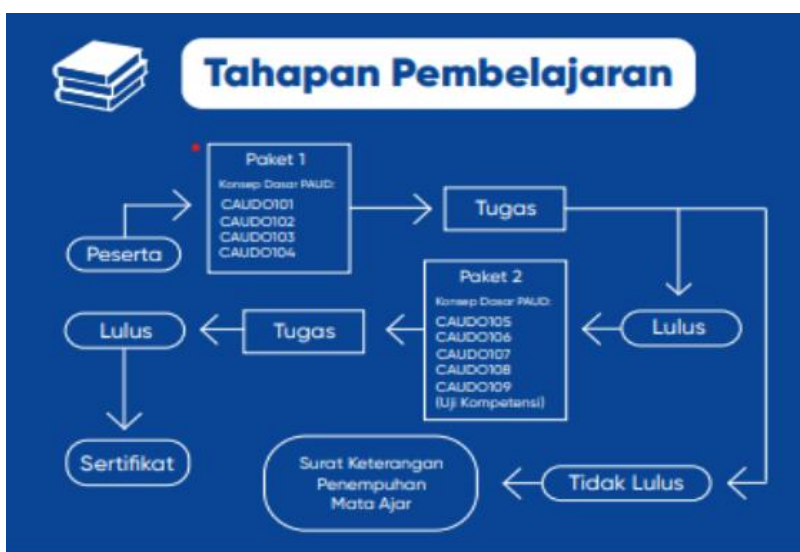 Tahapan Pembelajaran
Paket 1
Konsep Dasar PAUD:
CAUDO101
CAUDO102
CAUDO103
CAUDO104
Peserta
Tugas
Paket 2
Konsep Dasar PAUD:
CAUDO105
CAUDO106
CAUDO107
CAUDO108
CAUDO109
(Uji Kompetensi)
Lulus
Tugas
Lulus
Sertifikat
Surat Keterangan
Penempuhan
Mata Ajar
Tidak Lulus